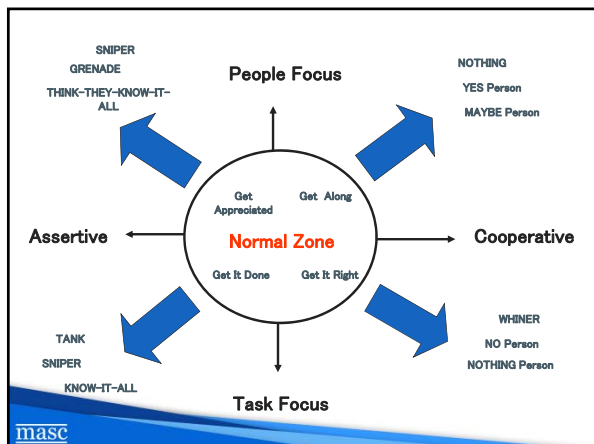 SNIPER
GRENADE
THINK-THEY-KNOW-IT-
ALL
People Focus
NOTHING
YES Person
MAYBE Person
Get
Appreciated
Get Along
Assertive
Normal Zone
Cooperative
Get It Done
Get It Right
TANK
SNIPER
KNOW-IT-ALL
WHINER
NO Person
NOTHING Person
Task Focus
masc